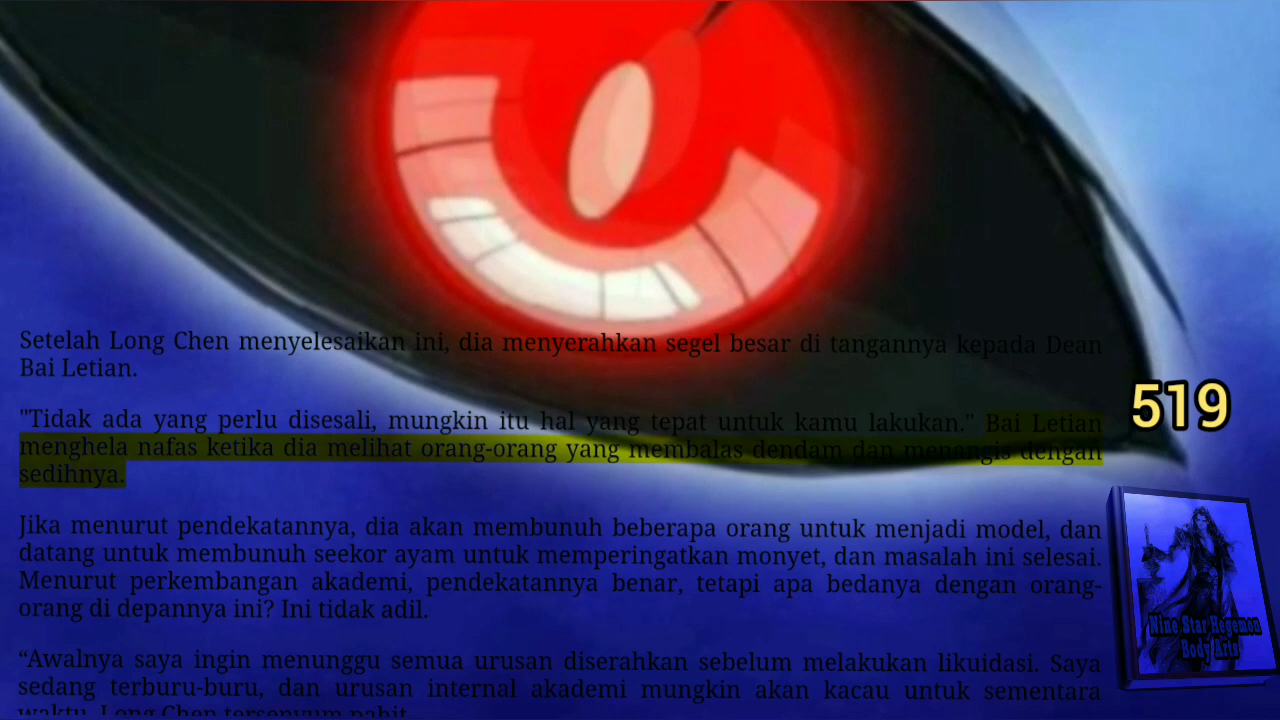 Setelah Long Chen menyelesaikan ini, dia menyerahkan segel besar di tangannya kepada Dean
Bai Letian.
"Tidak ada yang perlu disesali, mungkin itu hal yang tepat untuk kamu lakukan." Bai Letian
menghela nafas ketika dia melihat orang-orang yang membalas dendam dan menangis dengan
sedihnya.
519
Jika menurut pendekatannya, dia akan membunuh beberapa orang untuk menjadi model, dan
datang untuk membunuh seekor ayam untuk memperingatkan monyet, dan masalah ini selesai.
Menurut perkembangan akademi, pendekatannya benar, tetapi apa bedanya dengan orang-
orang di depannya ini? Ini tidak adil.
Nine Star Hegemon
Body Arts
“Awalnya saya ingin menunggu semua urusan diserahkan sebelum melakukan likuidasi. Saya
sedang terburu-buru, dan urusan internal akademi mungkin akan kacau untuk sementara
waktu. Long Chen tersenyum pahit